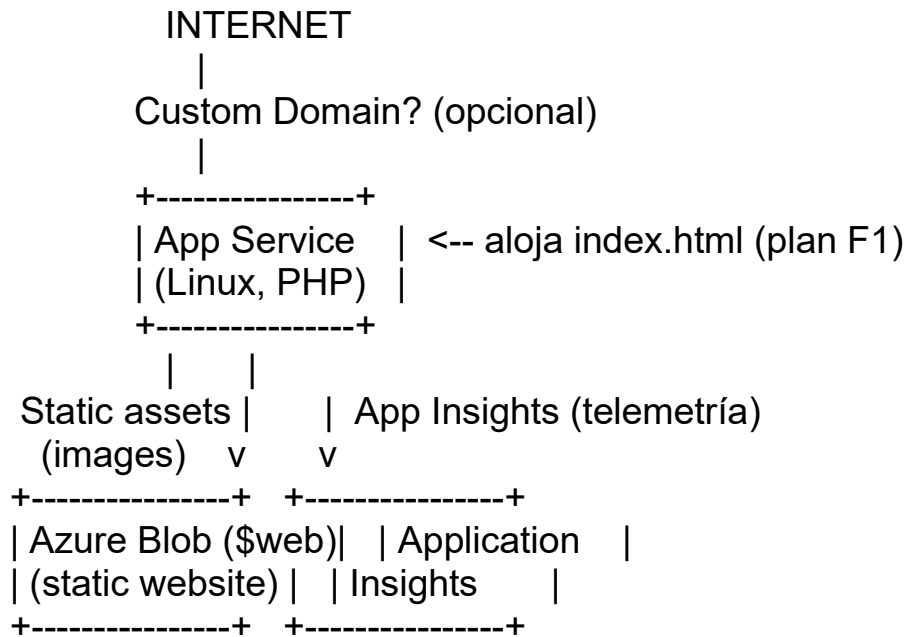 INTERNET
|
Custom Domain? (opcional)
|
+----------------+
| App Service | <-- aloja index.html (plan F1)
| (Linux, PHP) |
+----------------+
| |
Static assets | | App Insights (telemetría)
(images) v v
+----------------+ +----------------+
| Azure Blob ($web)| | Application |
| (static website) | | Insights |
+----------------+ +----------------+